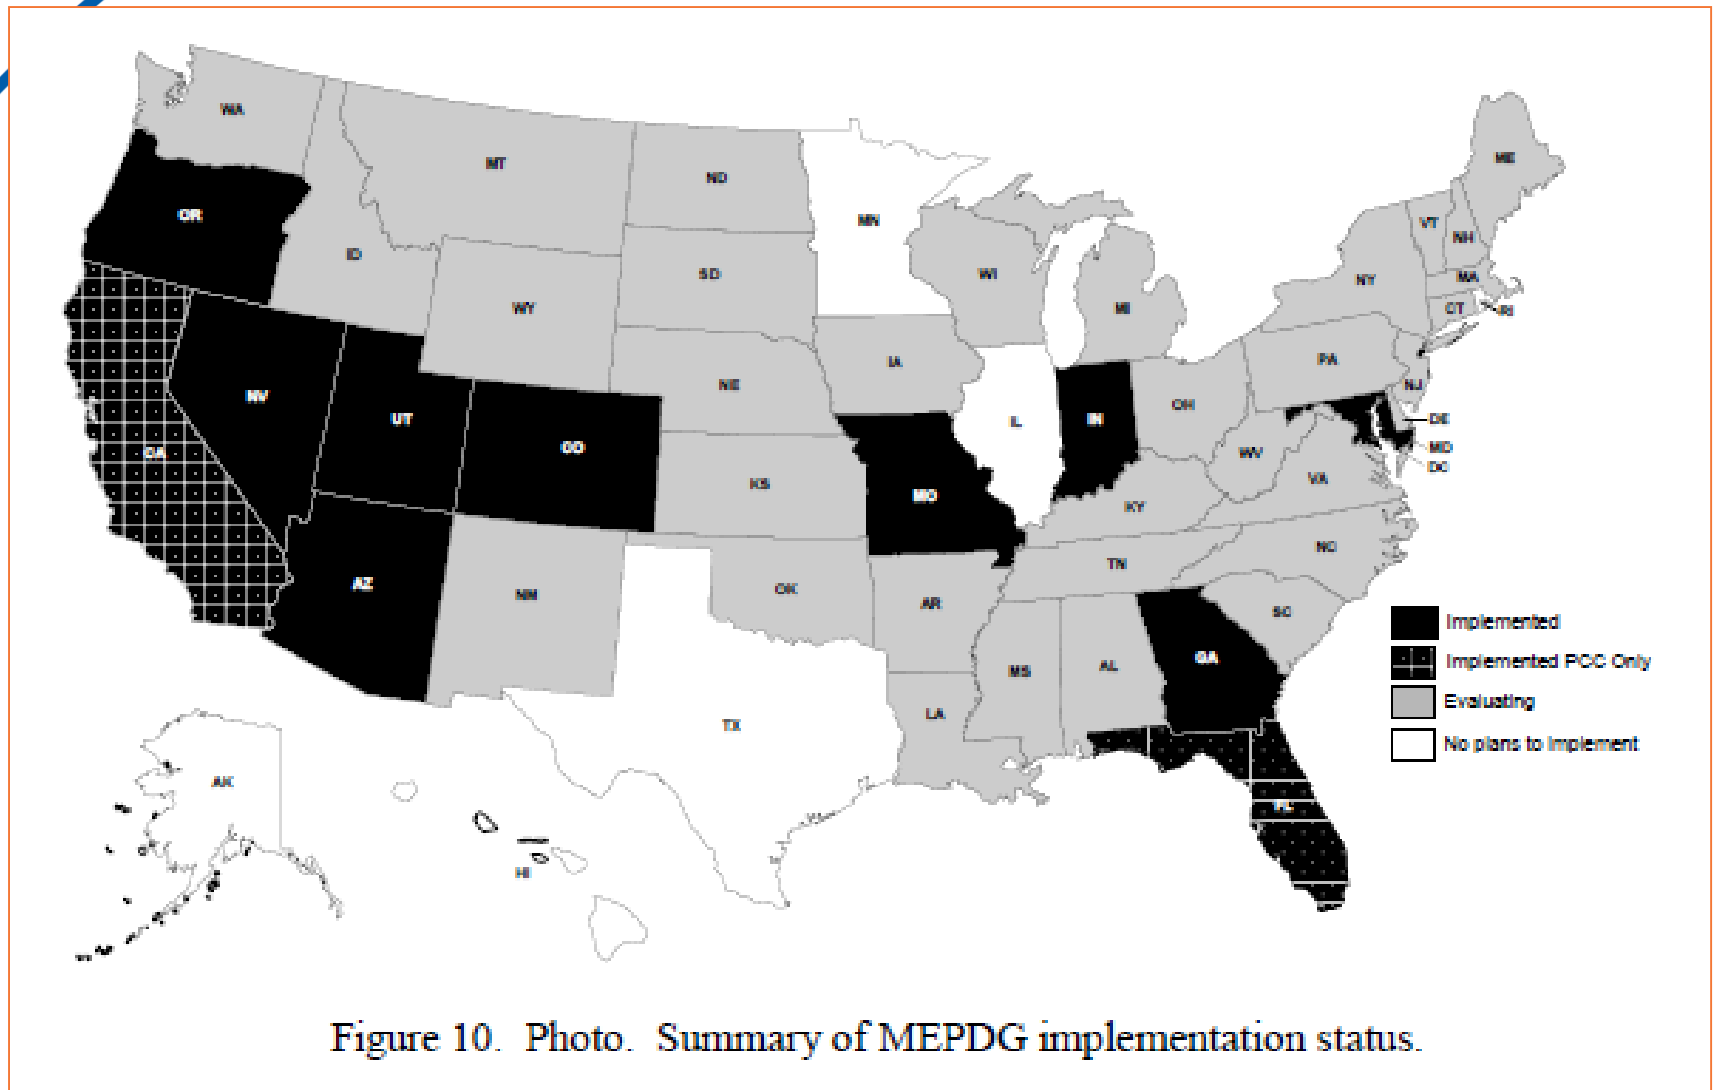 WA
MT
ND
MN
ME
OR
ID
SD
WI
VT
NH
NY
MA
WY
MI
CT
RI
IA
PA
NE
NJ
NV
UT
OH
IN
DE
IL
CO
MD
CA
WV
DC
KS
VA
MO
KY
NC
TN
AZ
NM
OK
AR
SC
Implemented
GA
Implemented PCC Only
MS
AL
Evaluating
LA
TX
No plans to Implement
AK
FL
HI
Figure 10. Photo. Summary of MEPDG implementation status.